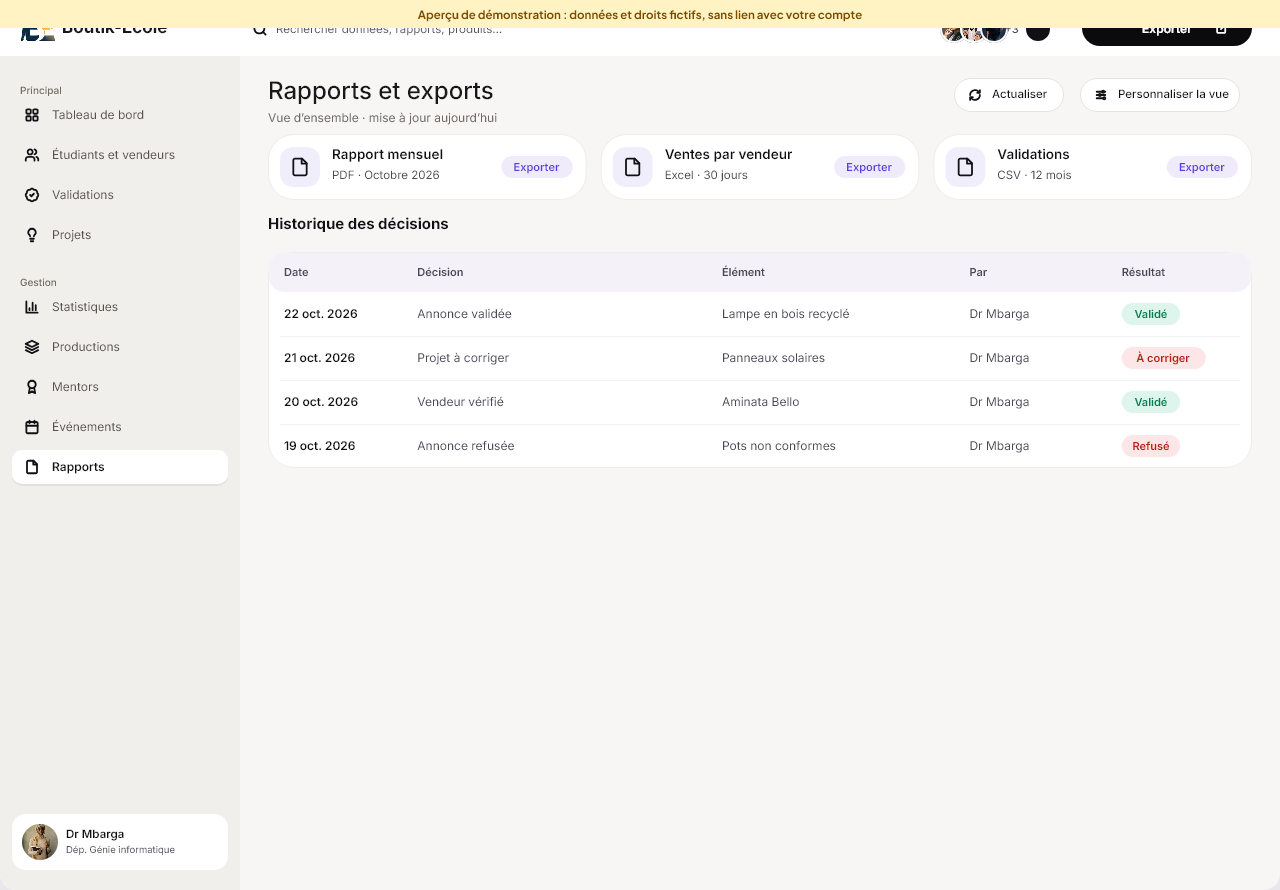 Aperçu de démonstration : données et droits fictifs, sans lien avec votre compte
Boutik-École
Rechercher données, rapports, produits...
+3
Exporter
Principal
Tableau de bord
Étudiants et vendeurs
Validations
Projets
Gestion
Statistiques
Productions
Mentors
Événements
Rapports
Dr Mbarga
Dép. Génie informatique
Rapports et exports
Vue d'ensemble · mise à jour aujourd'hui
Actualiser
Personnaliser la vue
Rapport mensuel
PDF · Octobre 2026
Exporter
Ventes par vendeur
Excel · 30 jours
Exporter
Validations
CSV · 12 mois
Exporter
Historique des décisions
Date Décision Élément Par Résultat
22 oct. 2026 Annonce validée Lampe en bois recyclé Dr Mbarga Validé
21 oct. 2026 Projet à corriger Panneaux solaires Dr Mbarga À corriger
20 oct. 2026 Vendeur vérifié Aminata Bello Dr Mbarga Validé
19 oct. 2026 Annonce refusée Pots non conformes Dr Mbarga Refusé